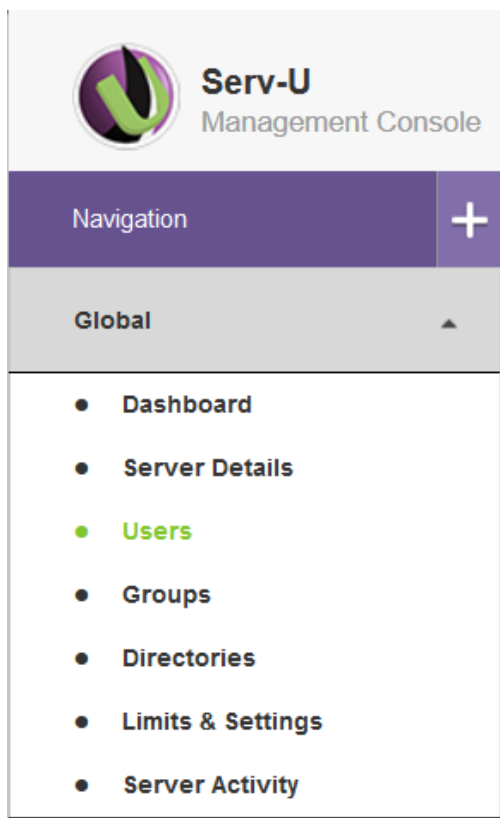 Serv-U
Management Console
Navigation
Global
Dashboard
Server Details
Users
Groups
Directories
Limits & Settings
Server Activity